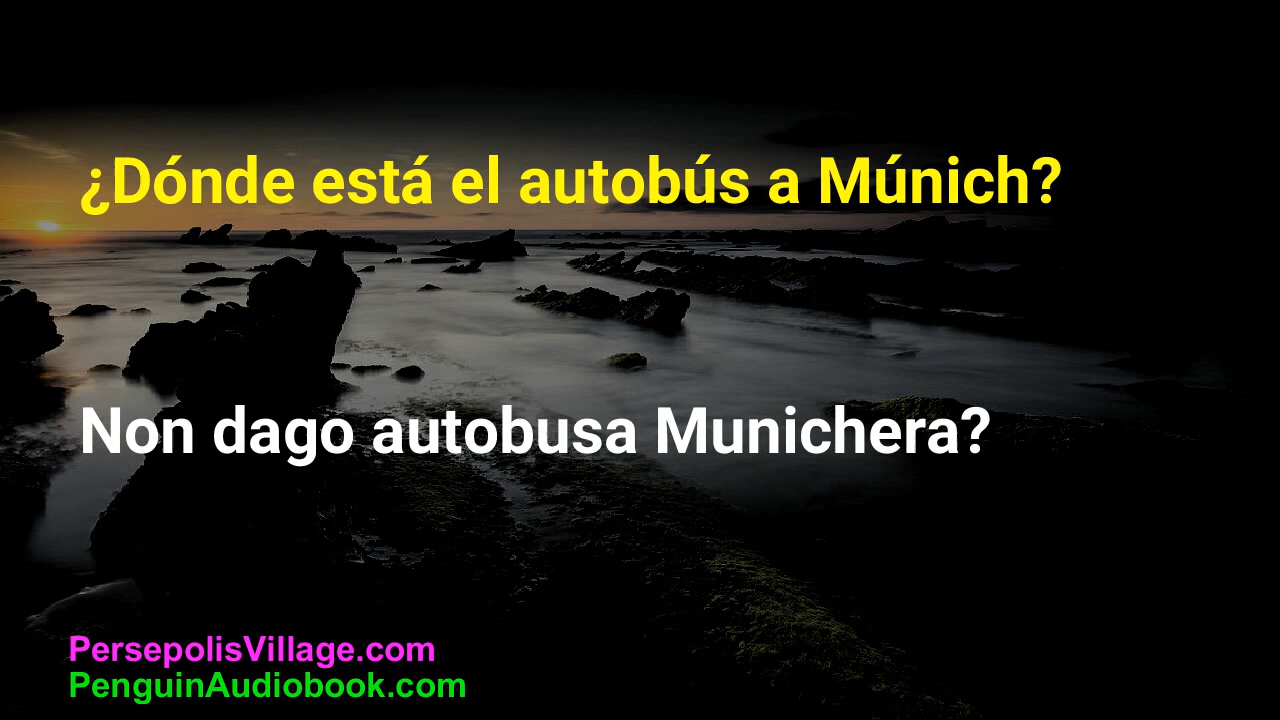 ¿Dónde está el autobús a Múnich?
Non dago autobusa Munichera?
PersepolisVillage.com
PenguinAudiobook.com